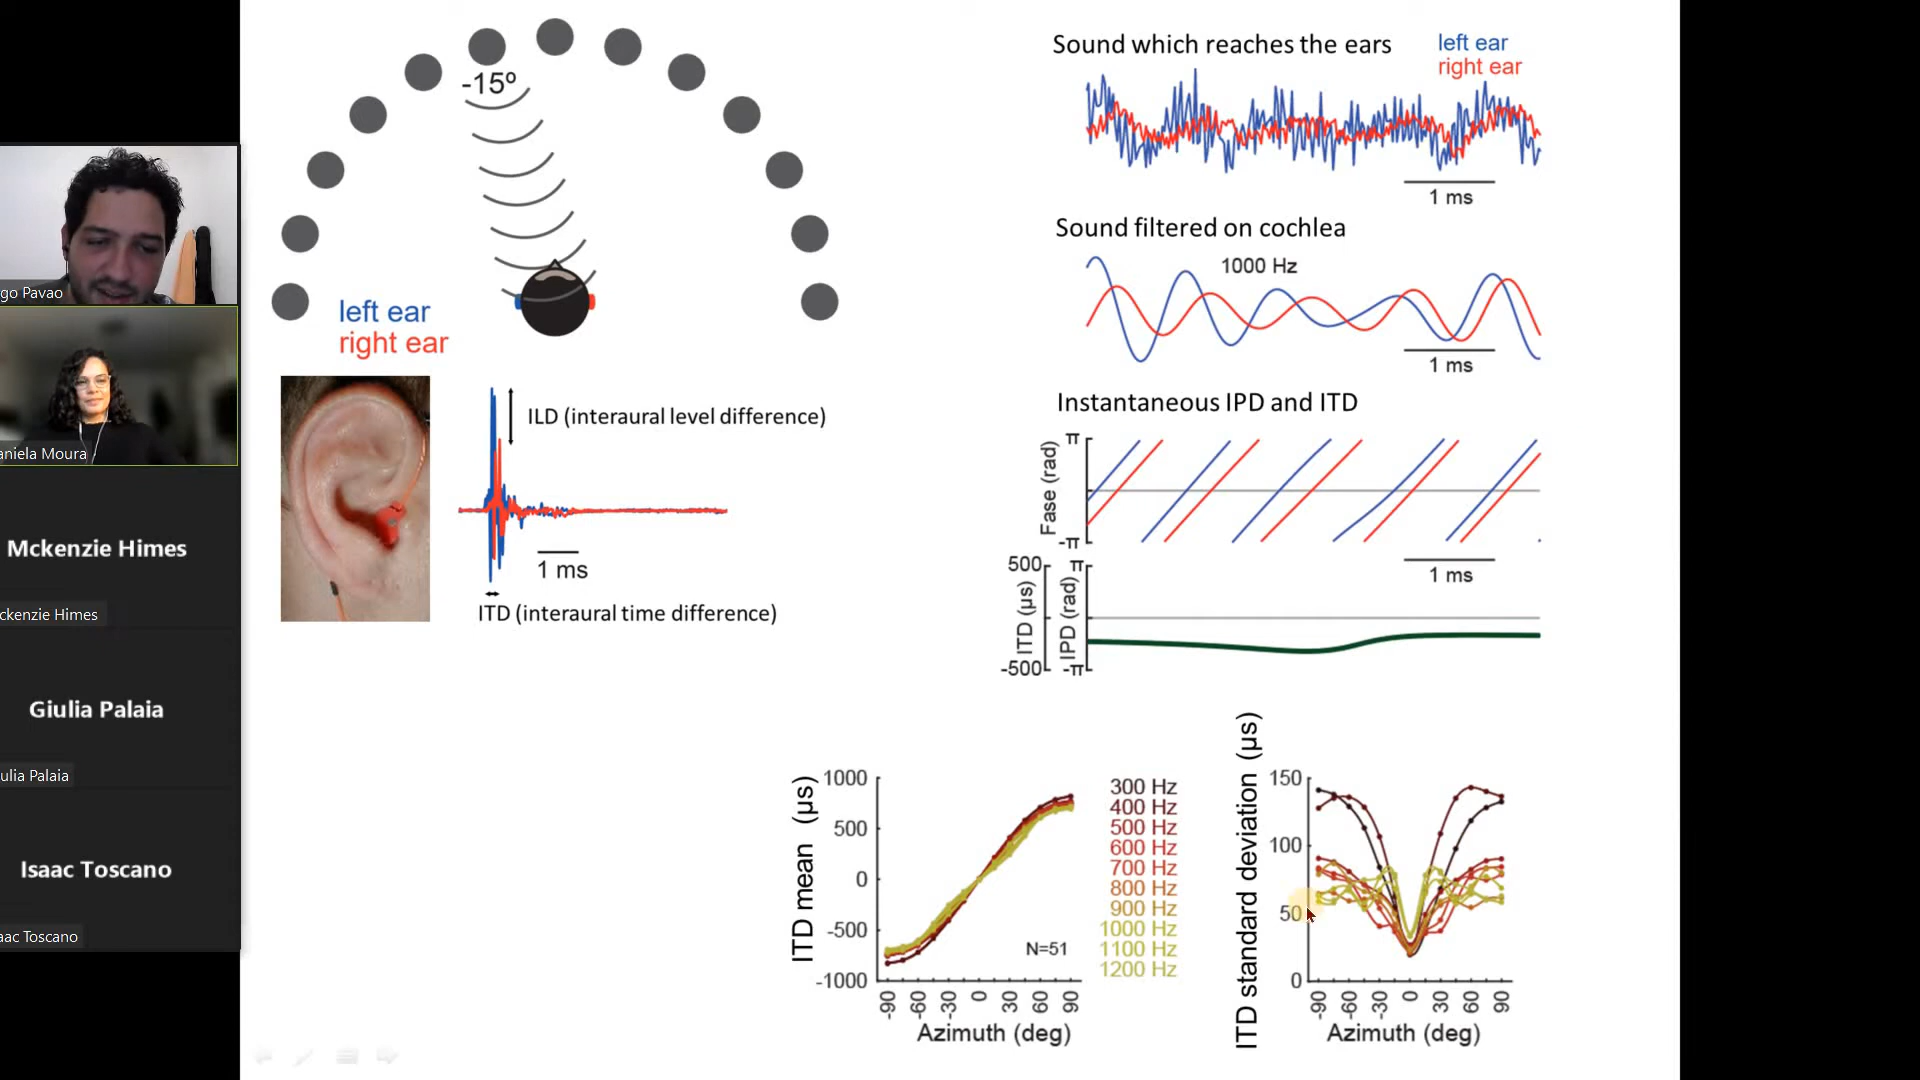 go Pavao
aniela Moura
Mckenzie Himes
ckenzie Himes
Giulia Palaia
ulia Palaia
Isaac Toscano
aac Toscano
-15º
left ear
right ear
ILD (interaural level difference)
1 ms
ITD (interaural time difference)
Sound which reaches the ears
left ear
right ear
1 ms
Sound filtered on cochlea
1000 Hz
1 ms
Instantaneous IPD and ITD
Fase (rad)
π
-π
1 ms
ITD (µs)
500
-500
IPD (rad)
π
-π
ITD mean (µs)
1000
500
0
-500
-1000
N=51
-90 -60 -30 0 30 60 90
Azimuth (deg)
300 Hz
400 Hz
500 Hz
600 Hz
700 Hz
800 Hz
900 Hz
1000 Hz
1100 Hz
1200 Hz
ITD standard deviation (µs)
150
100
50
0
-90 -60 -30 0 30 60 90
Azimuth (deg)